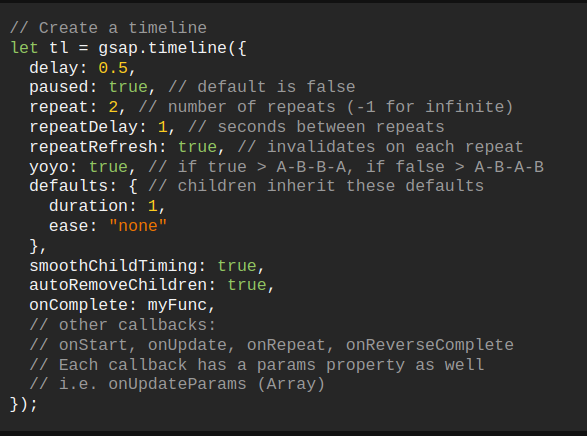 // Create a timeline
let tl = gsap.timeline({
  delay: 0.5,
  paused: true, // default is false
  repeat: 2, // number of repeats (-1 for infinite)
  repeatDelay: 1, // seconds between repeats
  repeatRefresh: true, // invalidates on each repeat
  yoyo: true, // if true > A-B-B-A, if false > A-B-A-B
  defaults: { // children inherit these defaults
    duration: 1,
    ease: "none"
  },
  smoothChildTiming: true,
  autoRemoveChildren: true,
  onComplete: myFunc,
  // other callbacks:
  // onStart, onUpdate, onRepeat, onReverseComplete
  // Each callback has a params property as well
  // i.e. onUpdateParams (Array)
});